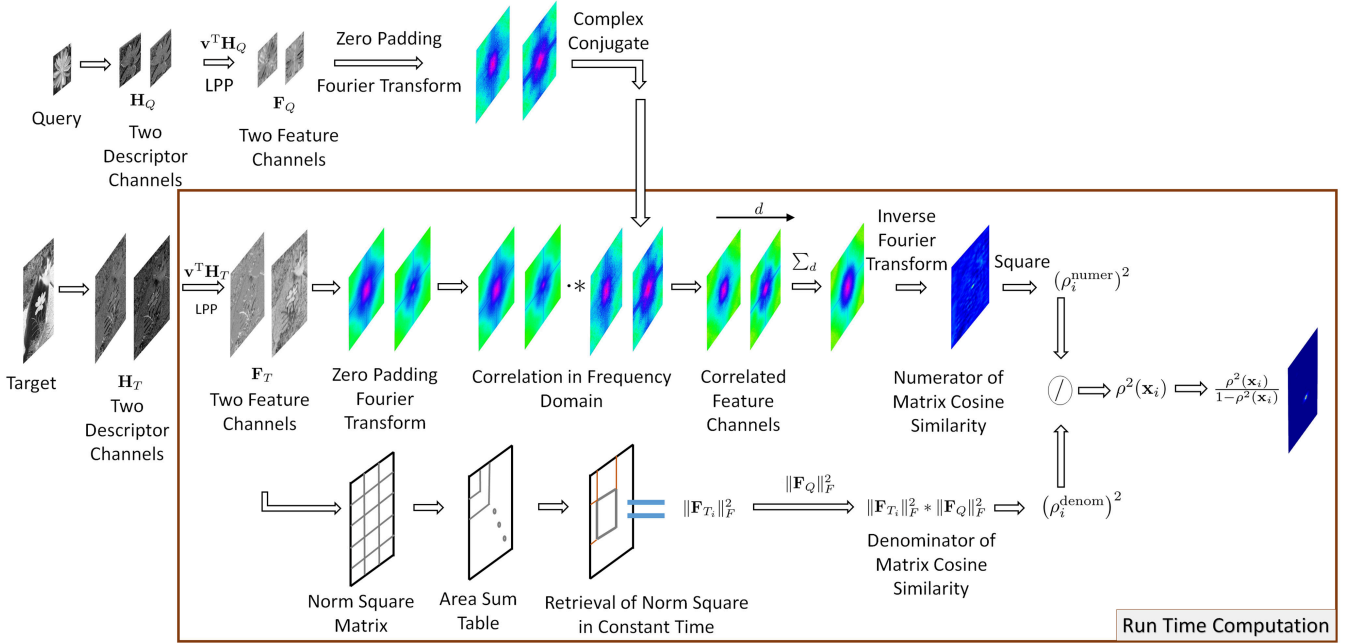 Query
H_Q
Two
Descriptor
Channels
v^T H_Q
LPP
F_Q
Two Feature
Channels
Zero Padding
Fourier Transform
Complex
Conjugate
Target
H_T
Two
Descriptor
Channels
v^T H_T
LPP
F_T
Two Feature
Channels
Zero Padding
Fourier
Transform
.*
Correlation in Frequency
Domain
d
Correlated
Feature
Channels
∑_d
Inverse
Fourier
Transform
Numerator of
Matrix Cosine
Similarity
Square
(ρ_i^numer)^2
/
ρ^2(x_i)
ρ^2(x_i) / 1−ρ^2(x_i)
Norm Square
Matrix
Area Sum
Table
Retrieval of Norm Square
in Constant Time
‖F_{T_i}‖_F^2
‖F_Q‖_F^2
‖F_{T_i}‖_F^2 * ‖F_Q‖_F^2
Denominator of
Matrix Cosine
Similarity
(ρ_i^denom)^2
Run Time Computation